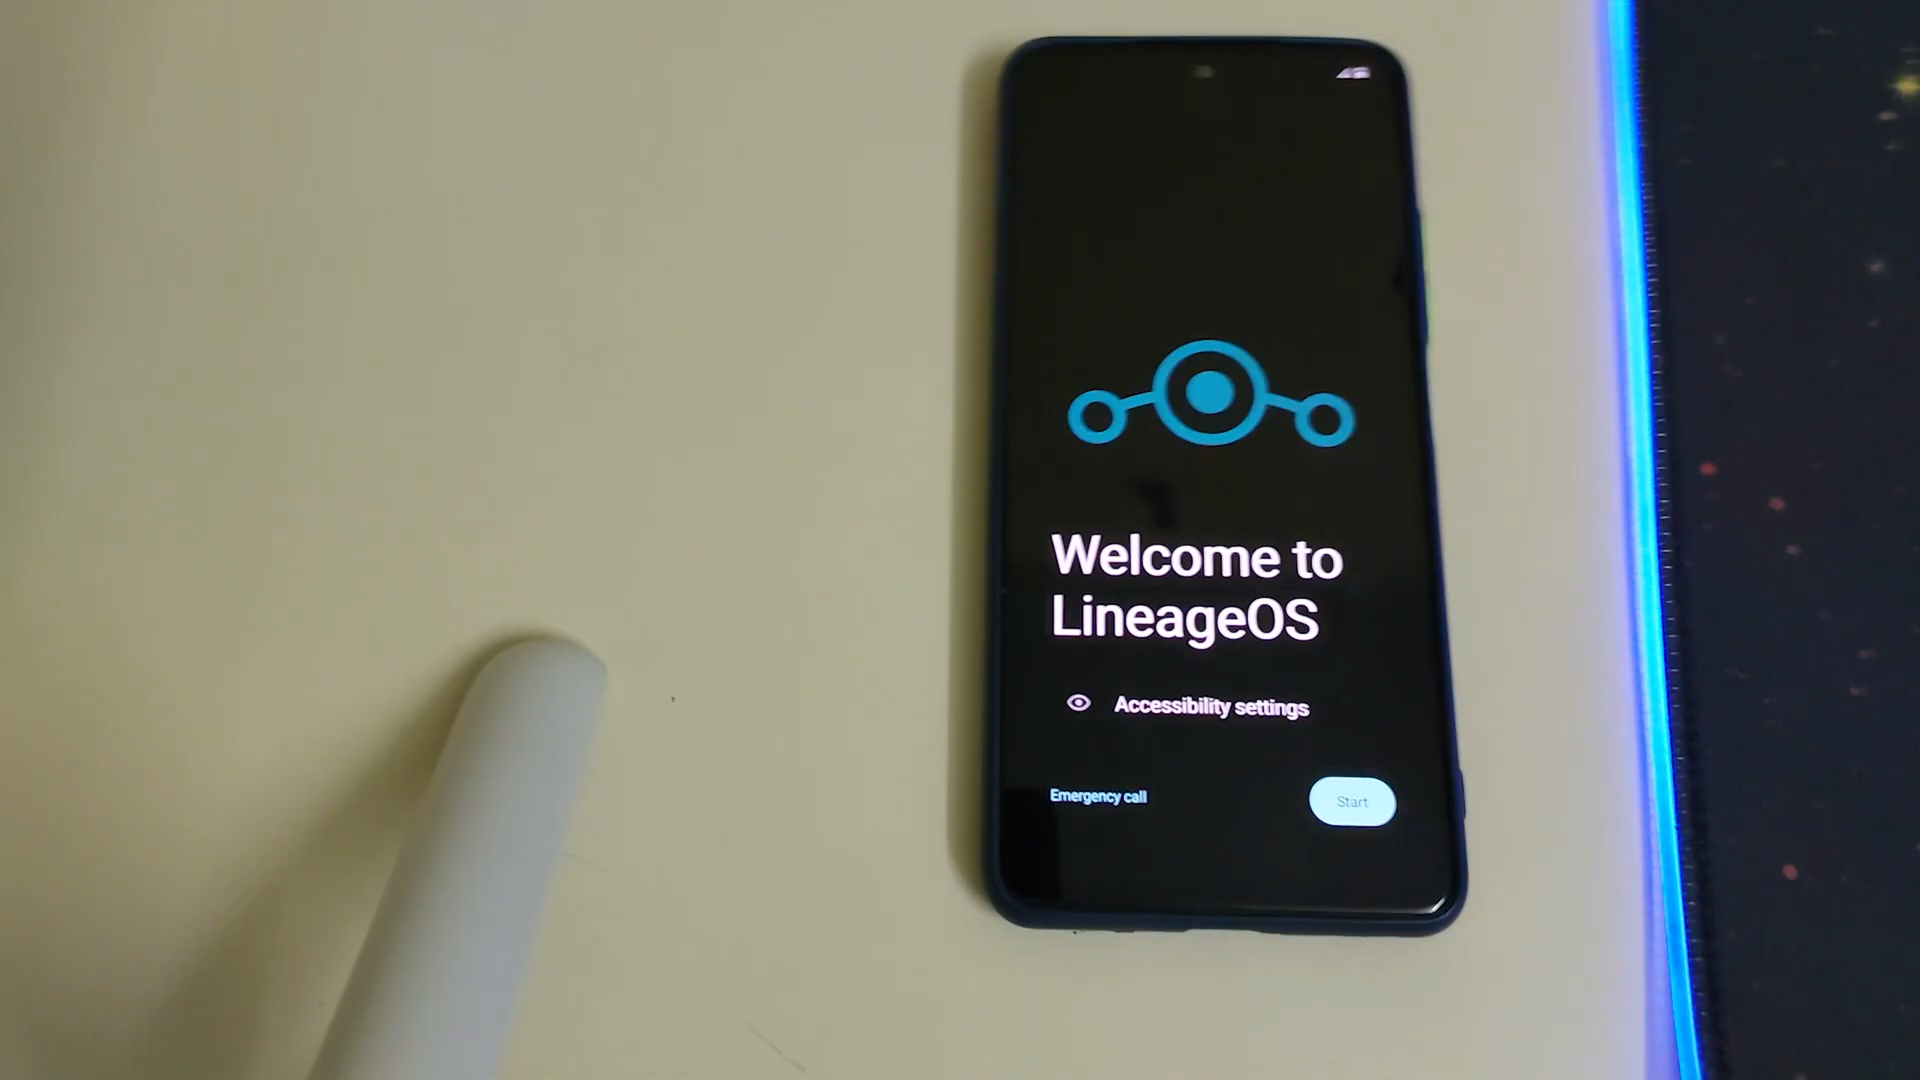 Welcome to
LineageOS
Accessibility settings
Emergency call
Start